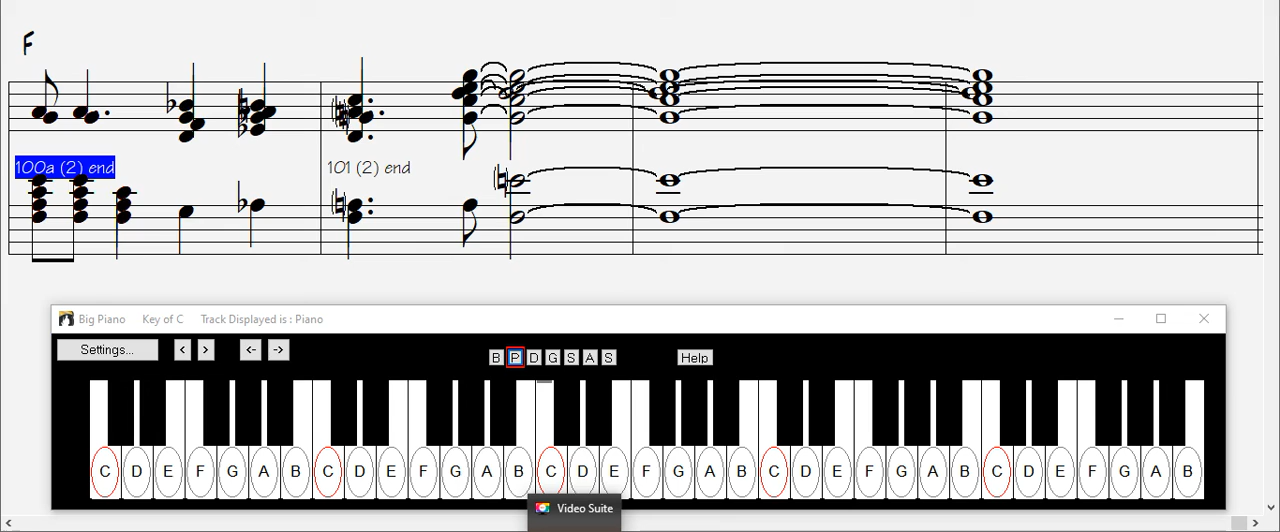 F
100a (2) end
101 (2) end
Big Piano Key of C Track Displayed is : Piano
Settings... < > <- -> B P D G S A S Help
C D E F G A B C D E F G A B C D E F G A B C D E F G A B C D E F G A B
Video Suite